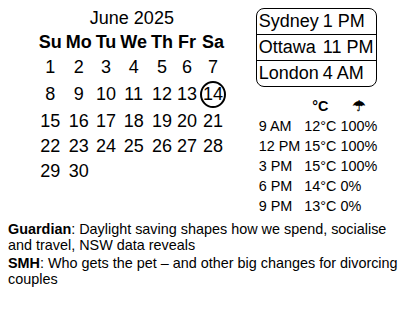 June 2025
Su Mo Tu We Th Fr Sa
1 2 3 4 5 6 7
8 9 10 11 12 13 14
15 16 17 18 19 20 21
22 23 24 25 26 27 28
29 30
Sydney 1 PM
Ottawa 11 PM
London 4 AM
°C ☂
9 AM 12°C 100%
12 PM 15°C 100%
3 PM 15°C 100%
6 PM 14°C 0%
9 PM 13°C 0%
Guardian: Daylight saving shapes how we spend, socialise
and travel, NSW data reveals
SMH: Who gets the pet – and other big changes for divorcing
couples